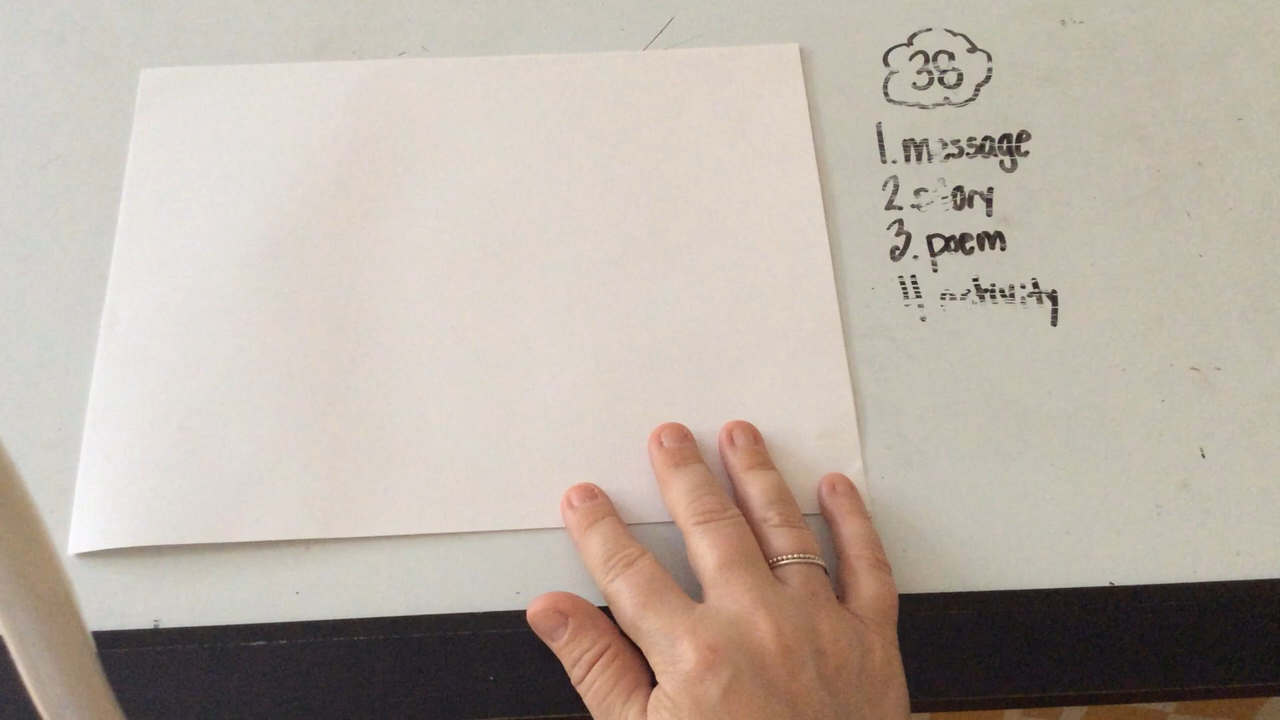 38
1. message
2 story
3. poem
4. activity